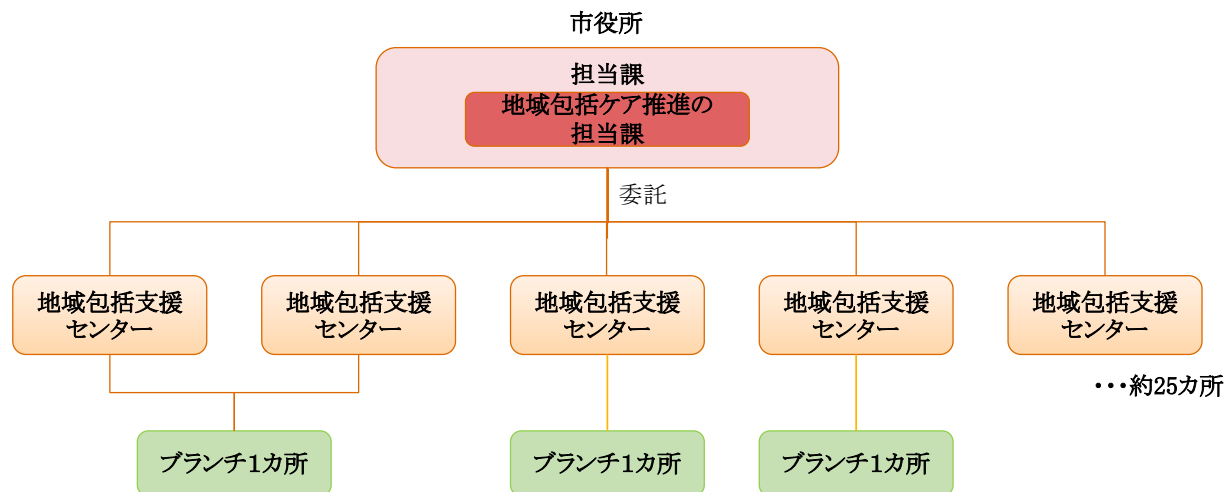 市役所
担当課
地域包括ケア推進の
担当課
委託
地域包括支援
センター
地域包括支援
センター
地域包括支援
センター
地域包括支援
センター
地域包括支援
センター
・・・約25カ所
ブランチ1カ所
ブランチ1カ所
ブランチ1カ所